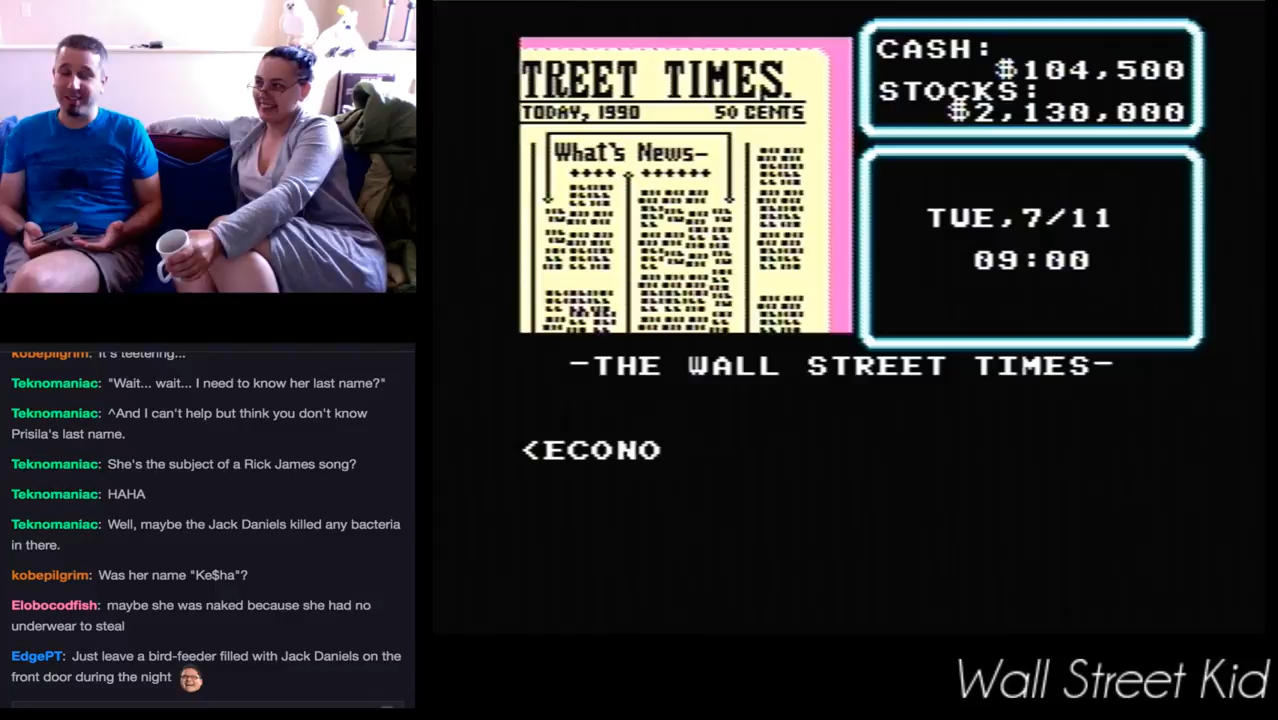 TREET TIMES.
TODAY, 1990 50 CENTS
What's News—
CASH:
$104,500
STOCKS:
$2,130,000
TWE,7/11
09:00
-THE WALL STREET TIMES-
<ECONO
kobepilgrim: It's teetering...
Teknomaniac: "Wait... wait... I need to know her last name?"
Teknomaniac: ^And I can't help but think you don't know
Prisila's last name.
Teknomaniac: She's the subject of a Rick James song?
Teknomaniac: HAHA
Teknomaniac: Well, maybe the Jack Daniels killed any bacteria
in there.
kobepilgrim: Was her name "Ke$ha"?
Elobocodfish: maybe she was naked because she had no
underwear to steal
EdgePT: Just leave a bird-feeder filled with Jack Daniels on the
front door during the night
Wall Street Kid